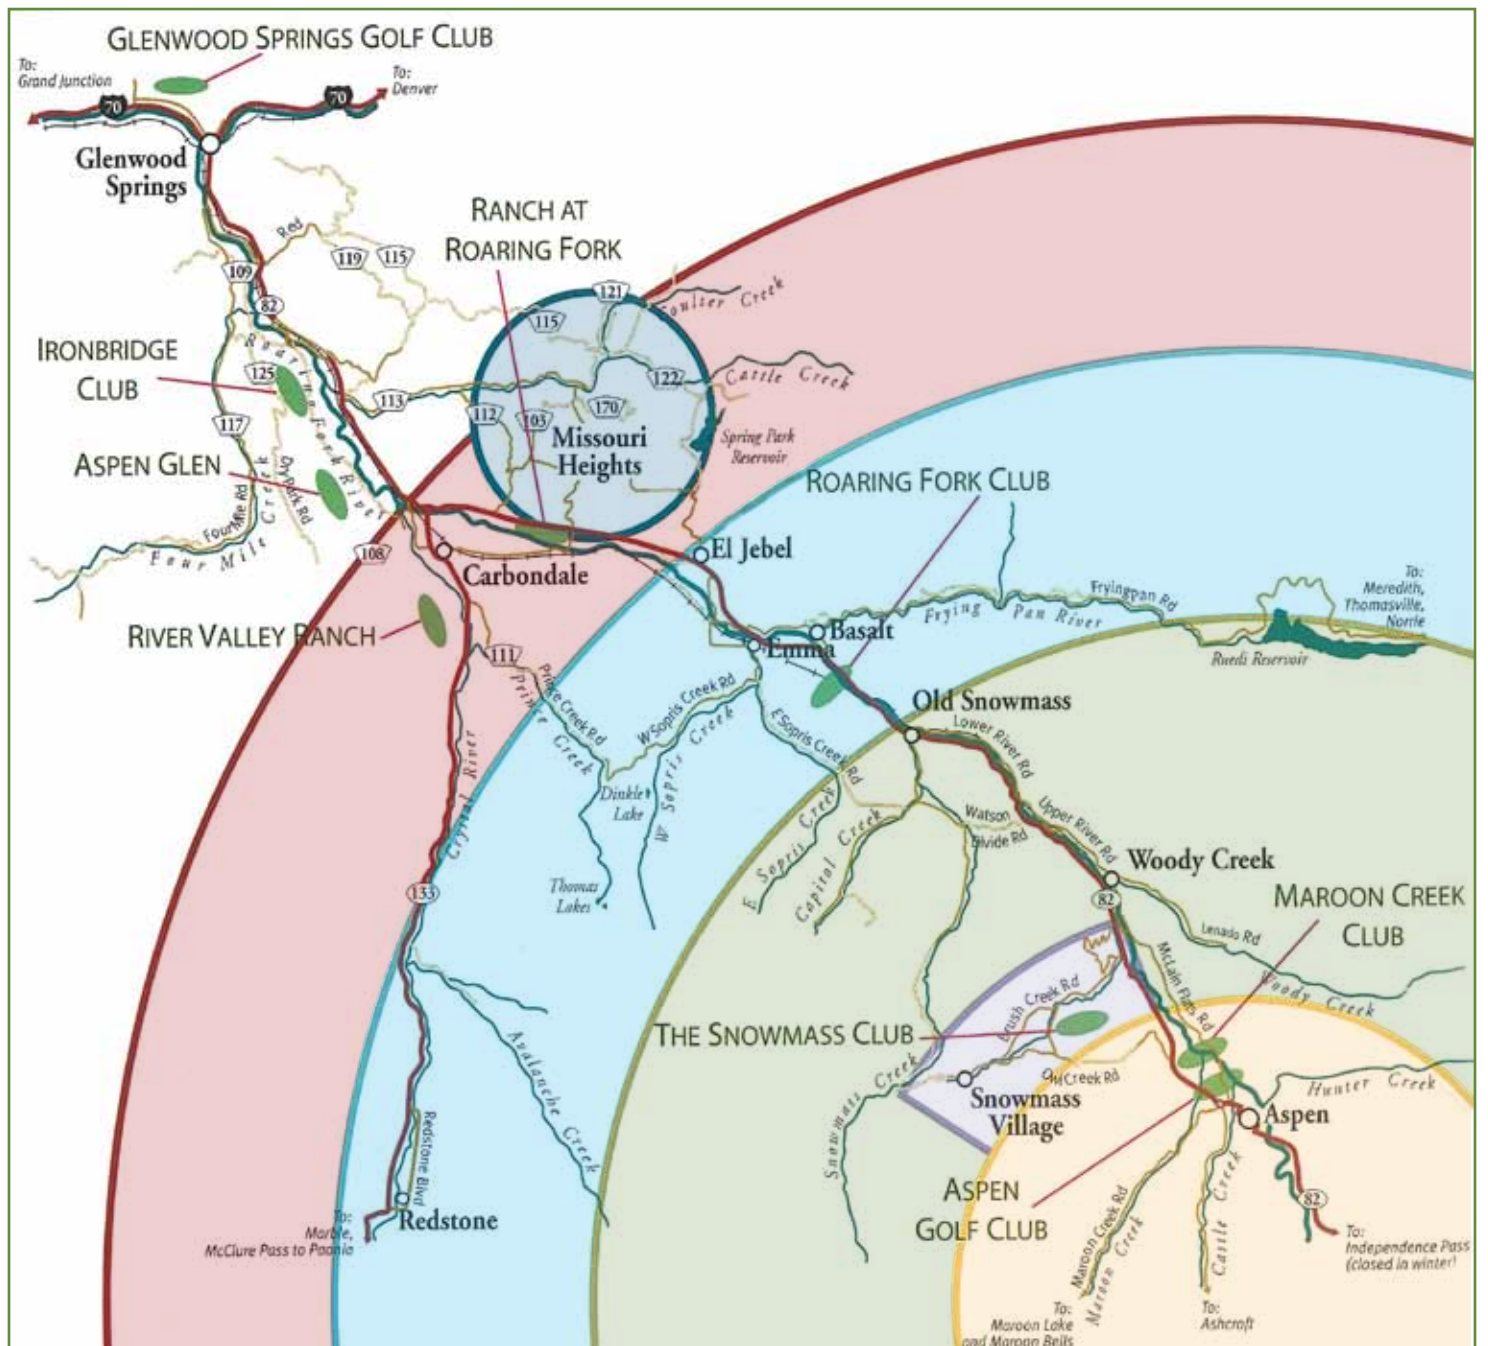 GLENWOOD SPRINGS GOLF CLUB
To:
Grand Junction
70
70
To:
Denver
Glenwood
Springs
RANCH AT
ROARING FORK
Red
119
115
109
82
121
115
Coulter Creek
IRONBRIDGE
CLUB
Roaring Fork River
125
113
122
Cattle Creek
112
103
170
117
Missouri
Heights
Spring Park
Reservoir
ASPEN GLEN
ROARING FORK CLUB
Four Mile Rd
Dry Park Rd
Four Mile Creek
108
El Jebel
Carbondale
To:
Meredith,
Thomasville,
Norrie
Fryingpan Rd
Frying Pan River
RIVER VALLEY RANCH
Basalt
Emma
Ruedi Reservoir
111
Prince Creek Rd
Prince Creek
W Sopris Creek Rd
W Sopris Creek
E Sopris Creek Rd
Old Snowmass
Lower River Rd
Crystal River
Dinkle
Lake
Watson
Divide Rd
Upper River Rd
E Sopris Creek
Capitol Creek
Woody Creek
Thomas
Lakes
133
82
MAROON CREEK
CLUB
Lenado Rd
McLain Flats Rd
Woody Creek
Brush Creek Rd
THE SNOWMASS CLUB
Avalanche Creek
Owl Creek Rd
Snowmass Creek
Snowmass
Village
Hunter Creek
Aspen
Redstone Blvd
ASPEN
GOLF CLUB
82
Redstone
To:
Marble,
McClure Pass to Paonia
Maroon Creek Rd
Maroon Creek
Castle Creek
To:
Independence Pass
(closed in winter)
To:
Maroon Lake
and Maroon Bells
To:
Ashcroft